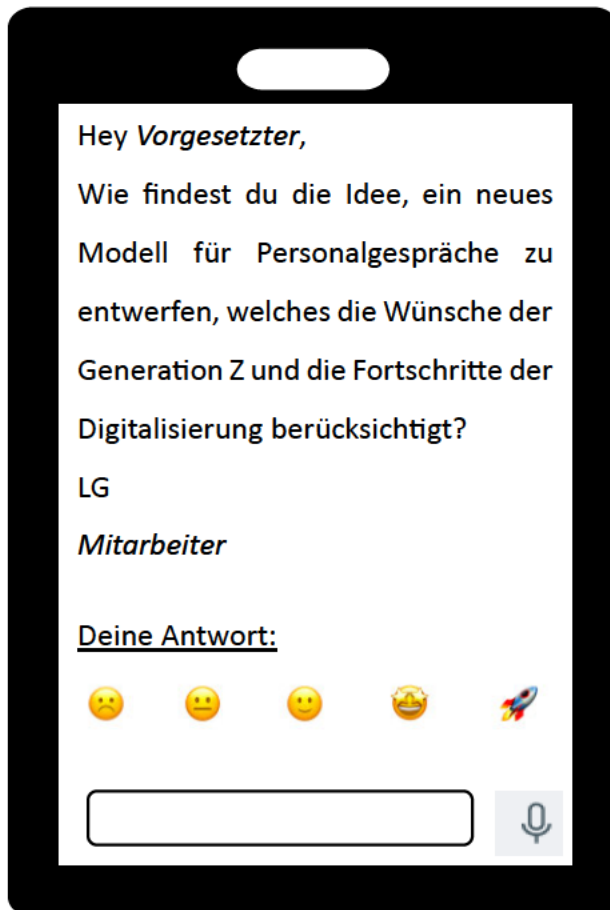 Hey Vorgesetzter,
Wie findest du die Idee, ein neues
Modell für Personalgespräche zu
entwerfen, welches die Wünsche der
Generation Z und die Fortschritte der
Digitalisierung berücksichtigt?
LG
Mitarbeiter
Deine Antwort: